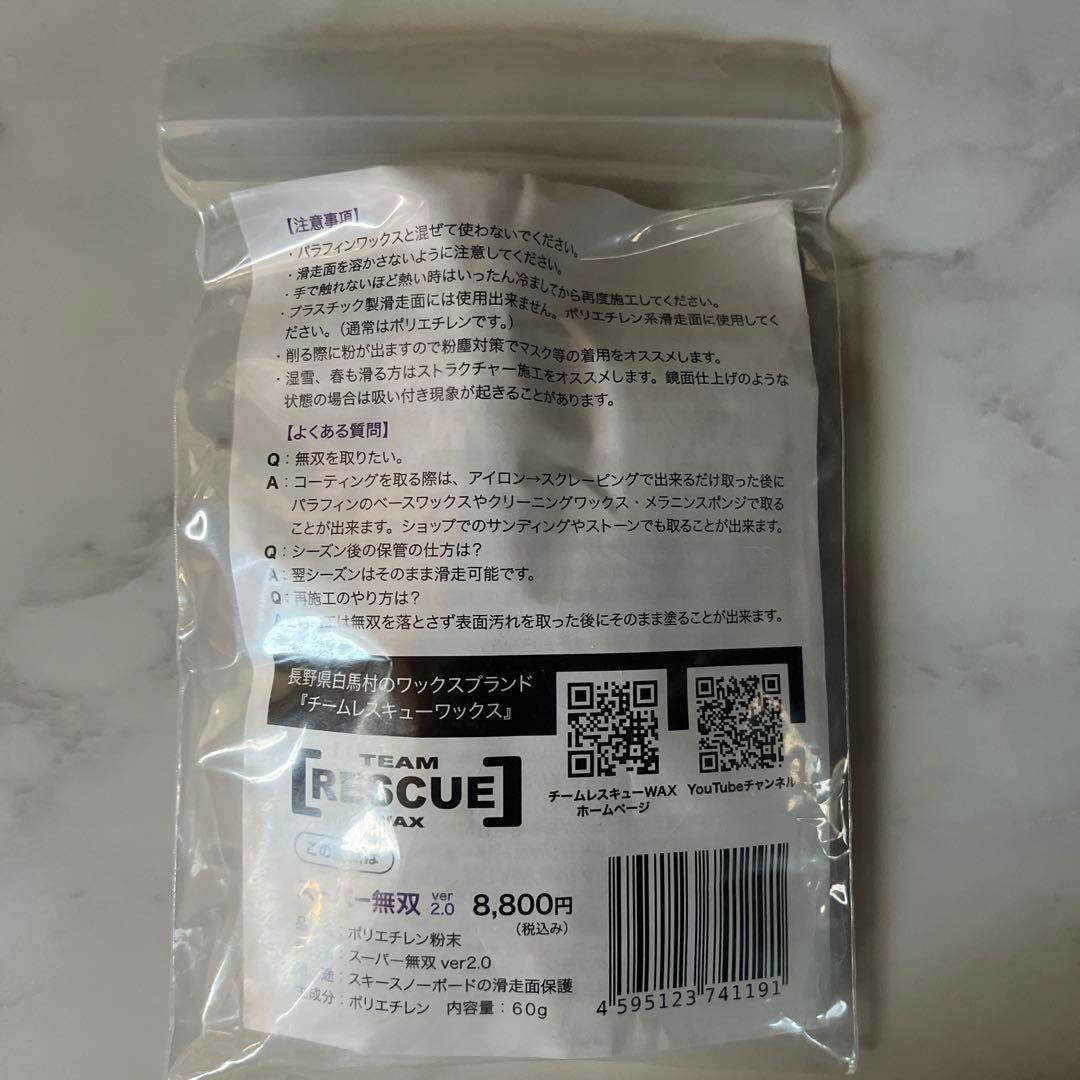 【注意事項】
・パラフィンワックスと混ぜて使わないでください。
・滑走面を溶かさないように注意してください。
・手で触れないほど熱い時はいったん冷ましてから再度施工してください。
・プラスチック製滑走面には使用出来ません。ポリエチレン系滑走面に使用してく
ださい。（通常はポリエチレンです。）
・削る際に粉が出ますので粉塵対策でマスク等の着用をオススメします。
・湿雪、春も滑る方はストラクチャー施工をオススメします。鏡面仕上げのような
状態の場合は吸い付き現象が起きることがあります。
【よくある質問】
Q：無双を取りたい。
A：コーティングを取る際は、アイロン→スクレーピングで出来るだけ取った後に
パラフィンのベースワックスやクリーニングワックス・メラニンスポンジで取る
ことが出来ます。ショップでのサンディングやストーンでも取ることが出来ます。
Q：シーズン後の保管の仕方は？
A：翌シーズンはそのまま滑走可能です。
Q：再施工のやり方は？
は無双を落とさず表面汚れを取った後にそのまま塗ることが出来ます。
長野県白馬村のワックスブランド
『チームレスキューワックス』
TEAM
[RESCUE]
WAX
チームレスキューWAX
ホームページ
YouTubeチャンネル
この
ー無双 ver 2.0 8,800円
（税込み）
：ポリエチレン粉末
：スーパー無双 ver2.0
途：スキースノーボードの滑走面保護
主成分：ポリエチレン 内容量：60g
4 595123 741191